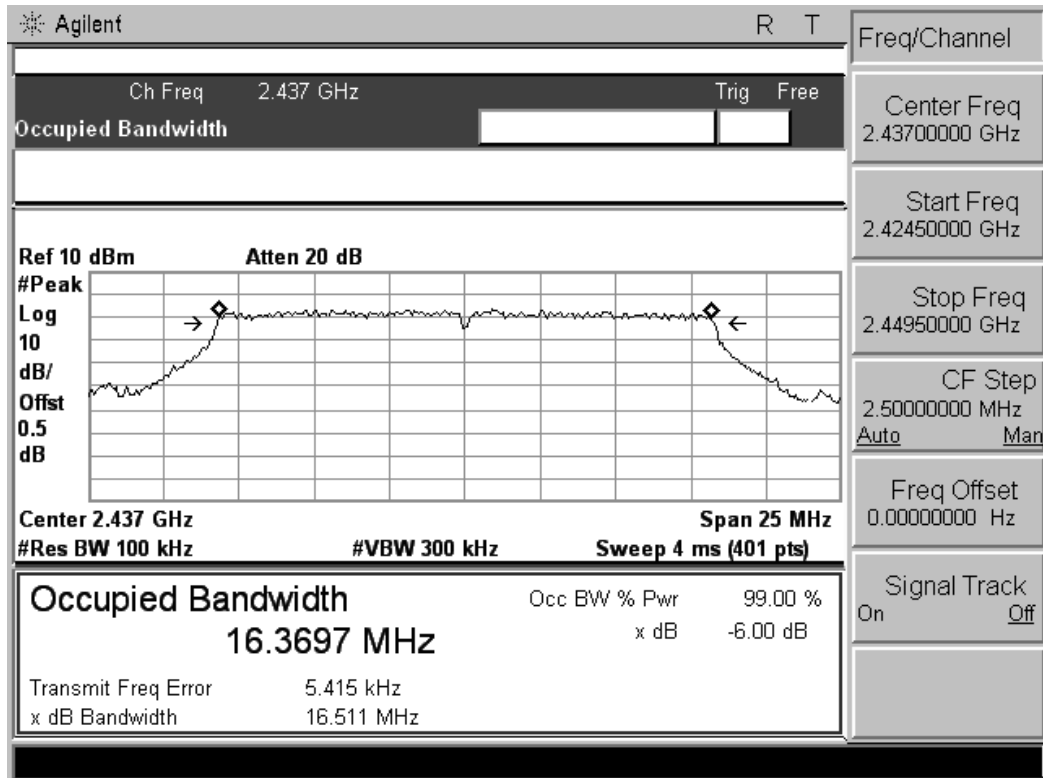 Agilent R T
Ch Freq 2.437 GHz Trig Free
Occupied Bandwidth
Ref 10 dBm Atten 20 dB
#Peak
Log
10
dB/
Offst
0.5
dB
Center 2.437 GHz Span 25 MHz
#Res BW 100 kHz #VBW 300 kHz Sweep 4 ms (401 pts)
Occupied Bandwidth
16.3697 MHz
Occ BW % Pwr 99.00 %
x dB -6.00 dB
Transmit Freq Error 5.415 kHz
x dB Bandwidth 16.511 MHz
Freq/Channel
Center Freq
2.43700000 GHz
Start Freq
2.42450000 GHz
Stop Freq
2.44950000 GHz
CF Step
2.50000000 MHz
Auto Man
Freq Offset
0.00000000 Hz
Signal Track
On Off